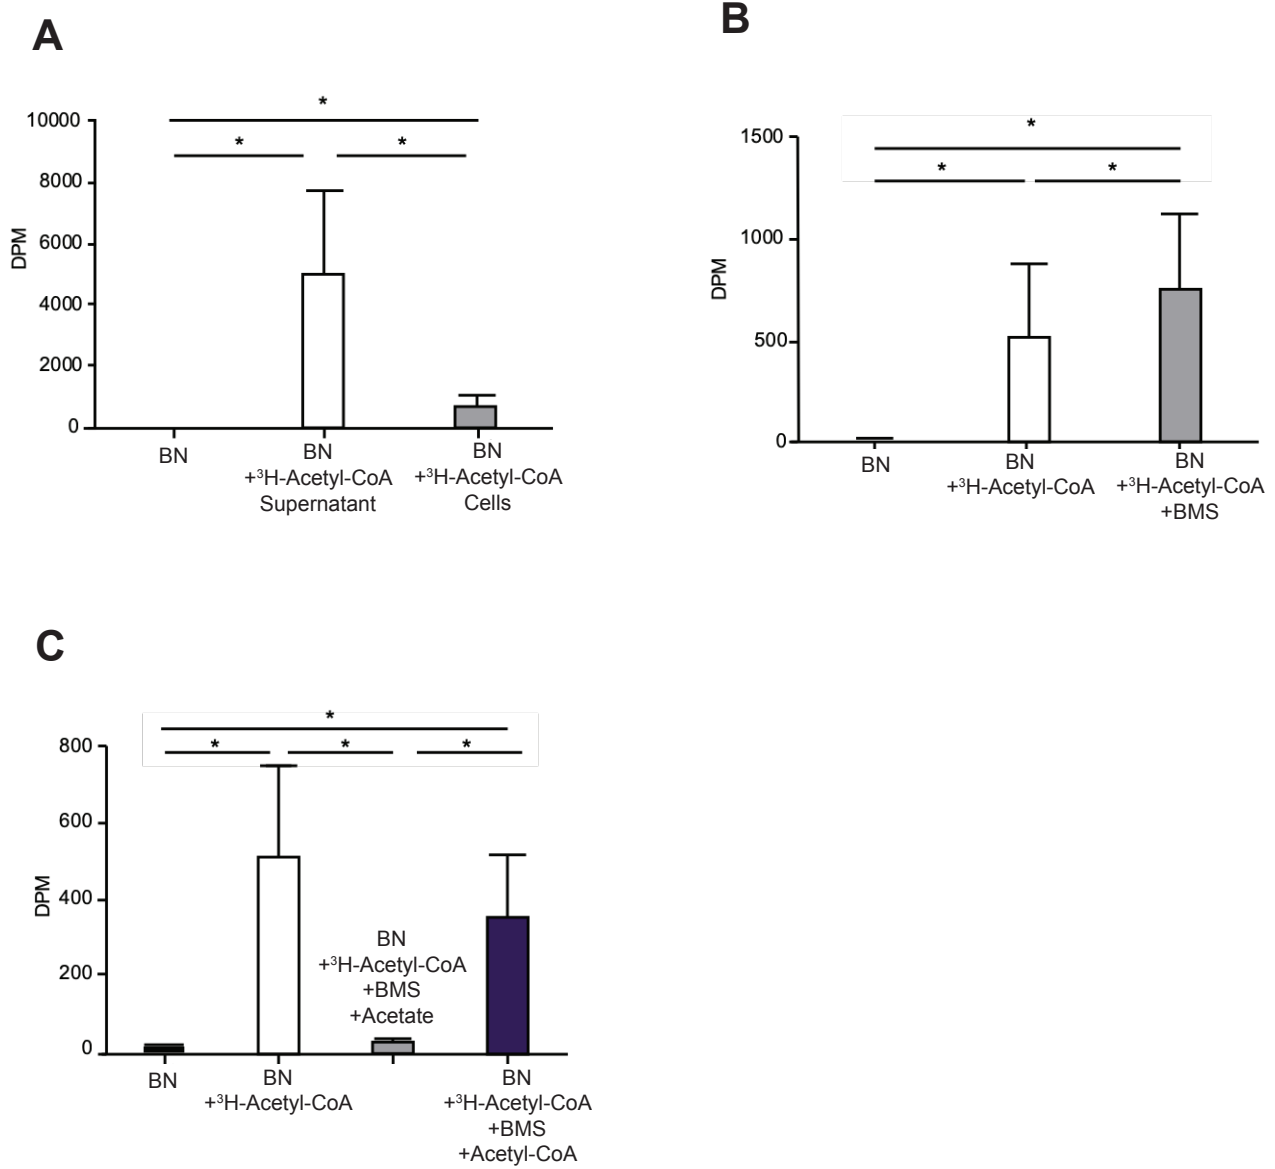 A
*
*
*
10000
8000
6000
4000
2000
0
DPM
BN
BN
+³H-Acetyl-CoA
Supernatant
BN
+³H-Acetyl-CoA
Cells
B
*
*
*
1500
1000
500
0
DPM
BN
BN
+³H-Acetyl-CoA
BN
+³H-Acetyl-CoA
+BMS
C
*
*
*
*
800
600
400
200
0
DPM
BN
+³H-Acetyl-CoA
+BMS
+Acetate
BN
BN
+³H-Acetyl-CoA
BN
+³H-Acetyl-CoA
+BMS
+Acetyl-CoA